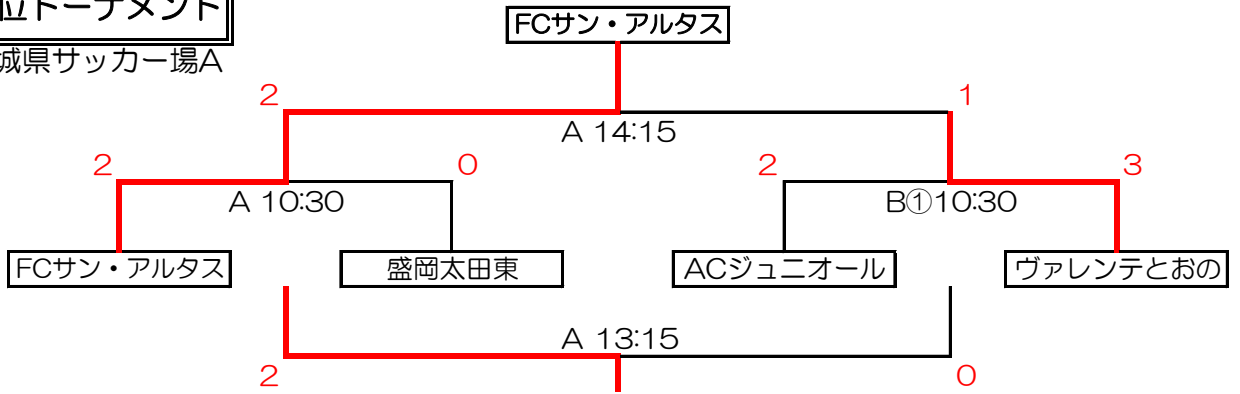 位トーナメント
城県サッカー場A
FCサン・アルタス
2
1
A 14:15
2
0
2
3
A 10:30
B①10:30
FCサン・アルタス
盛岡太田東
ACジュニオール
ヴァレンテとおの
A 13:15
2
0